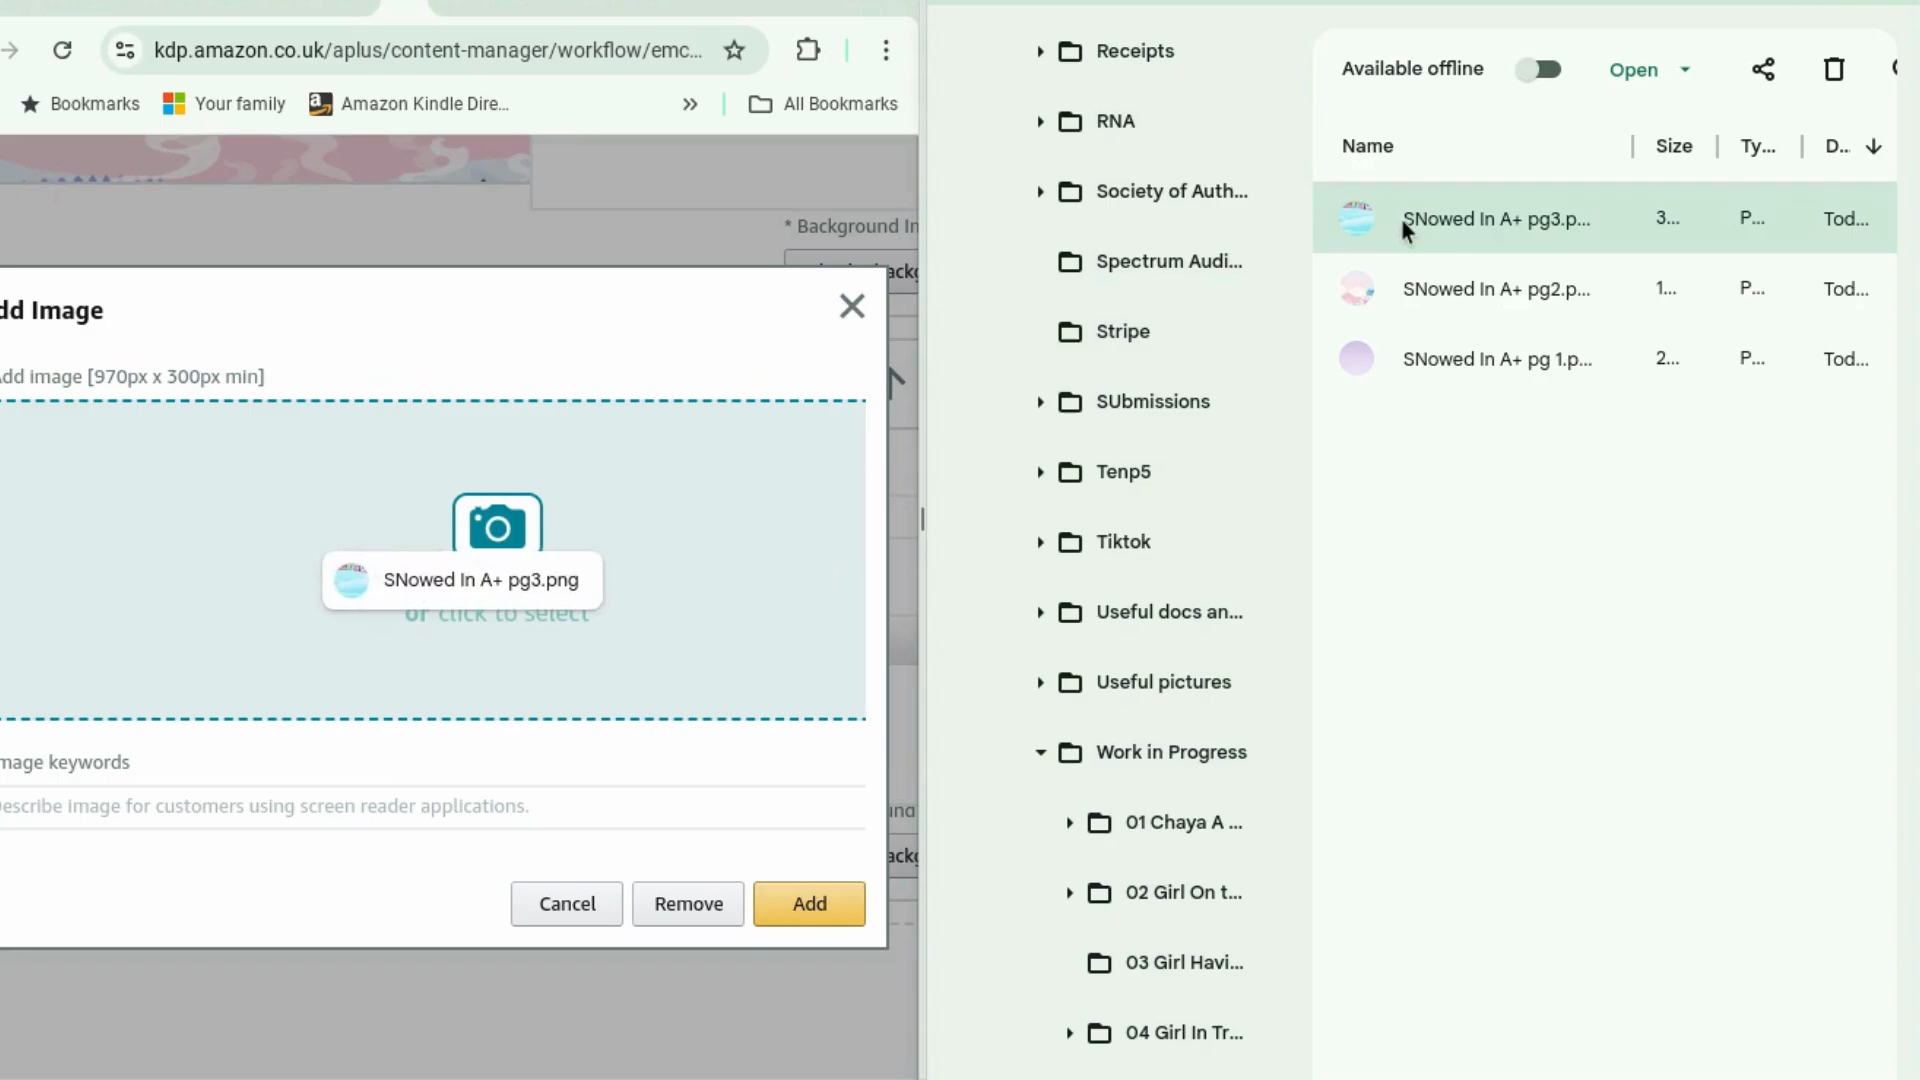 kdp.amazon.co.uk/aplus/content-manager/workflow/emc...
Bookmarks
Your family
Amazon Kindle Dire...
All Bookmarks
* Background In
dd Image
Add image [970px x 300px min]
SNowed In A+ pg3.png
or click to select
mage keywords
escribe image for customers using screen reader applications.
Cancel
Remove
Add
Receipts
RNA
Society of Auth...
Spectrum Audi...
Stripe
SUbmissions
Tenp5
Tiktok
Useful docs an...
Useful pictures
Work in Progress
01 Chaya A ...
02 Girl On t...
03 Girl Havi...
04 Girl In Tr...
Available offline
Open
Name
Size
Ty...
D..
SNowed In A+ pg3.p... 3... P... Tod...
SNowed In A+ pg2.p... 1... P... Tod...
SNowed In A+ pg 1.p... 2... P... Tod...